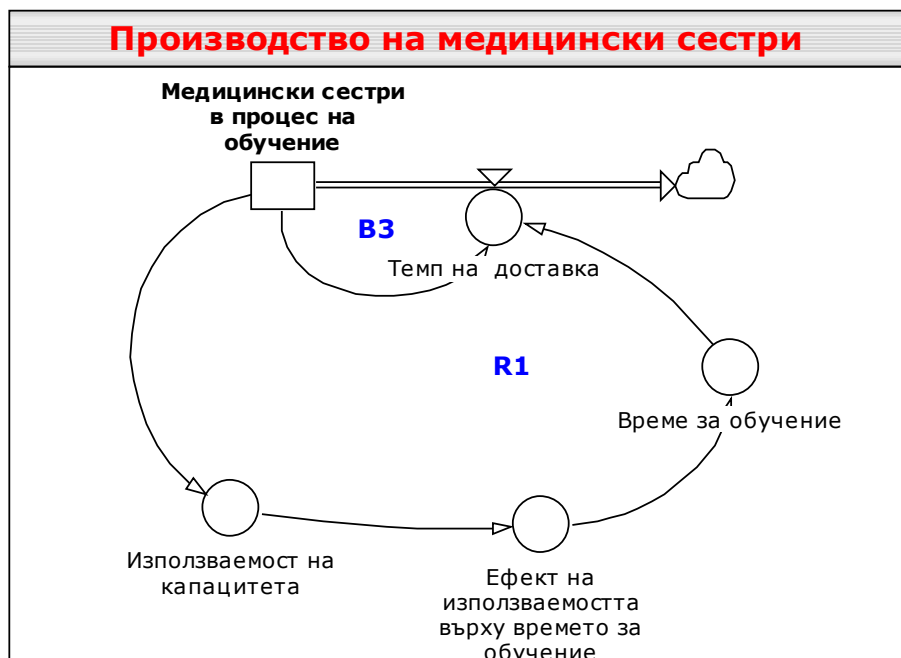 Производство на медицински сестри
Медицински сестри
в процес на
обучение
B3
Темп на доставка
R1
Време за обучение
Използваемост на
капацитета
Ефект на
използваемостта
върху времето за
обучение